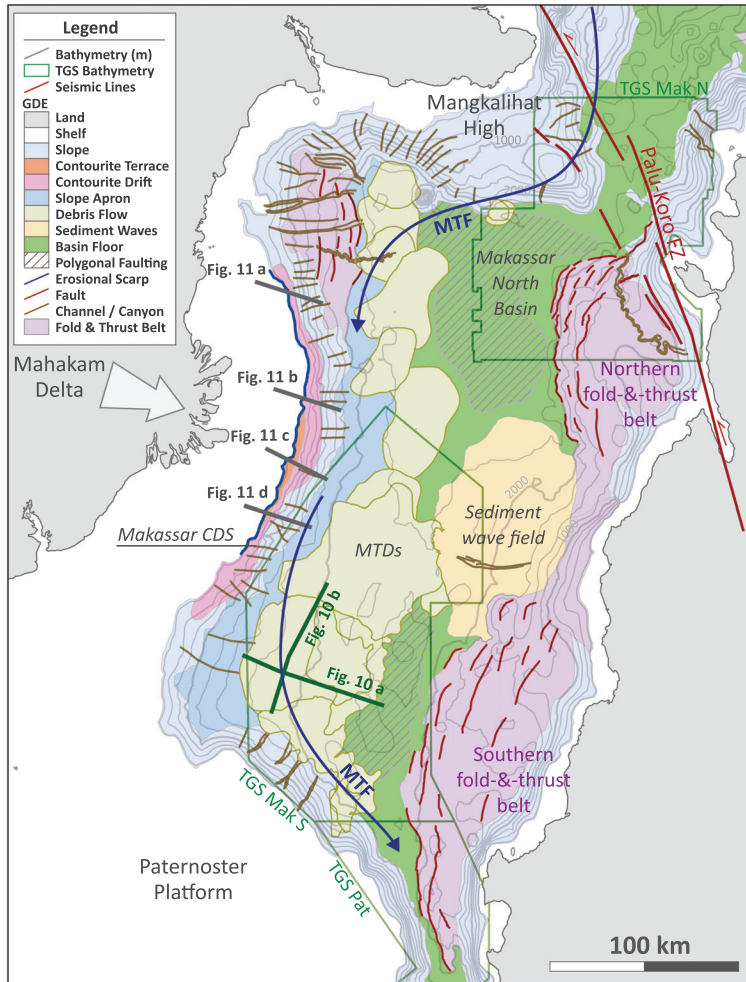 Legend
Bathymetry (m)
TGS Bathymetry
Seismic Lines
GDE
Land
Shelf
Slope
Contourite Terrace
Contourite Drift
Slope Apron
Debris Flow
Sediment Waves
Basin Floor
Polygonal Faulting
Erosional Scarp
Fault
Channel / Canyon
Fold & Thrust Belt
Mangkalihat
High
1000
TGS Mak N
Palu-Koro FZ
MTF
Makassar
North
Basin
Fig. 11 a
Mahakam
Delta
Fig. 11 b
Northern
fold-&-thrust
belt
Fig. 11 c
Fig. 11 d
2000
1000
Makassar CDS
MTDs
Sediment
wave field
Fig. 10 b
Fig. 10 a
MTF
Southern
fold-&-thrust
belt
TGS Mak S
Paternoster
Platform
TGS Pat
100 km